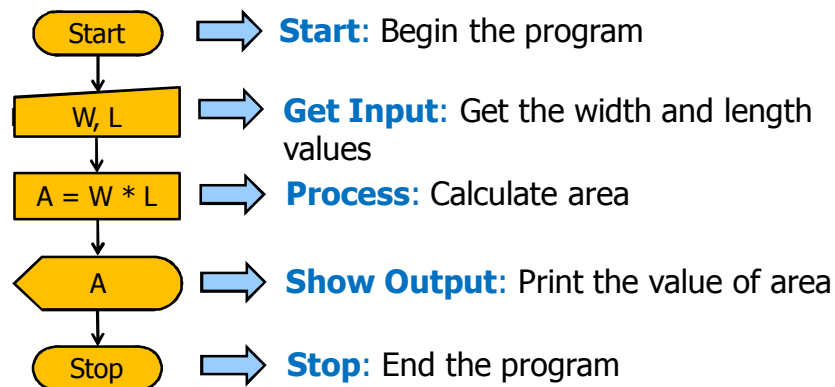 Start
Start: Begin the program
W, L
Get Input: Get the width and length
values
A = W * L
Process: Calculate area
A
Show Output: Print the value of area
Stop
Stop: End the program